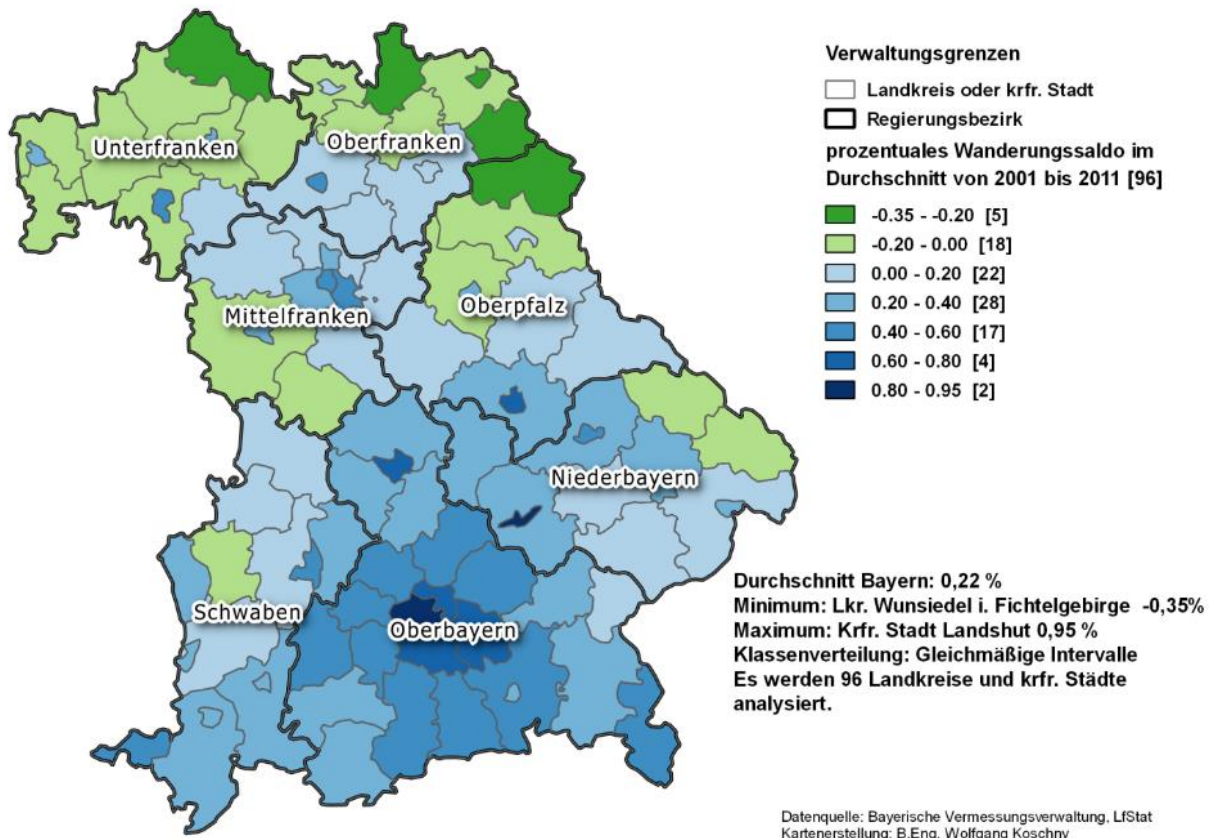 Unterfranken
Oberfranken
Mittelfranken
Oberpfalz
Niederbayern
Schwaben
Oberbayern
Verwaltungsgrenzen
Landkreis oder krfr. Stadt
Regierungsbezirk
prozentuales Wanderungssaldo im
Durchschnitt von 2001 bis 2011 [96]
-0.35 - -0.20 [5]
-0.20 - 0.00 [18]
0.00 - 0.20 [22]
0.20 - 0.40 [28]
0.40 - 0.60 [17]
0.60 - 0.80 [4]
0.80 - 0.95 [2]
Durchschnitt Bayern: 0,22 %
Minimum: Lkr. Wunsiedel i. Fichtelgebirge -0,35%
Maximum: Krfr. Stadt Landshut 0,95 %
Klassenverteilung: Gleichmäßige Intervalle
Es werden 96 Landkreise und krfr. Städte
analysiert.
Datenquelle: Bayerische Vermessungsverwaltung, LfStat
Kartenerstellung: B.Eng. Wolfgang Koschny